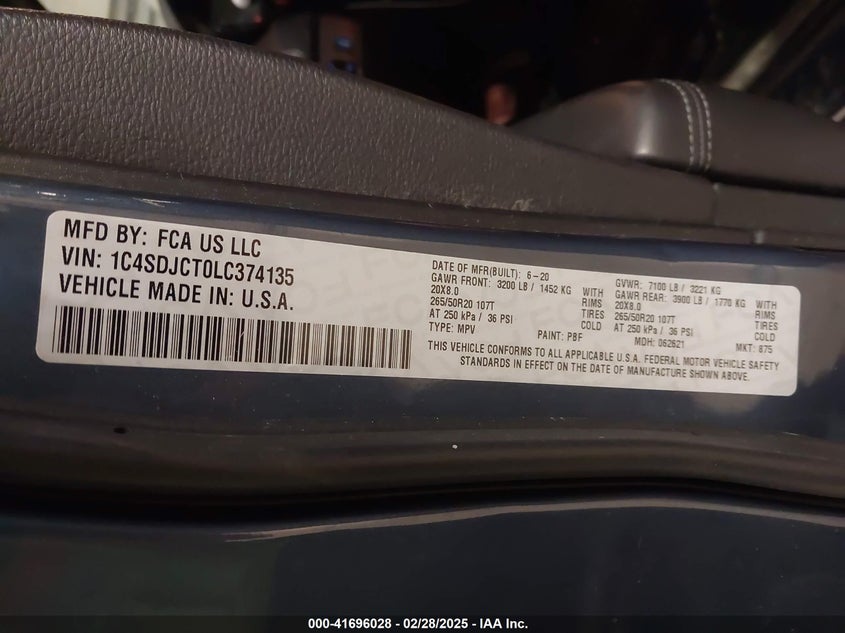 MFD BY: FCA US LLC
VIN: 1C4SDJCT0LC374135
VEHICLE MADE IN: U.S.A.
DATE OF MFR(BUILT): 6-20
GAWR FRONT: 3200 LB / 1452 KG WITH
20X8.0 RIMS
265/50R20 107T TIRES
AT 250 kPa / 36 PSI COLD
TYPE: MPV PAINT: PBF
GVWR: 7100 LB / 3221 KG
GAWR REAR: 3900 LB / 1770 KG WITH
20X8.0 RIMS
265/50R20 107T TIRES
AT 250 kPa / 36 PSI COLD
MDH: 062621 MKT: 875
THIS VEHICLE CONFORMS TO ALL APPLICABLE U.S.A. FEDERAL MOTOR VEHICLE SAFETY
STANDARDS IN EFFECT ON THE DATE OF MANUFACTURE SHOWN ABOVE.
000-41696028 - 02/28/2025 - IAA Inc.